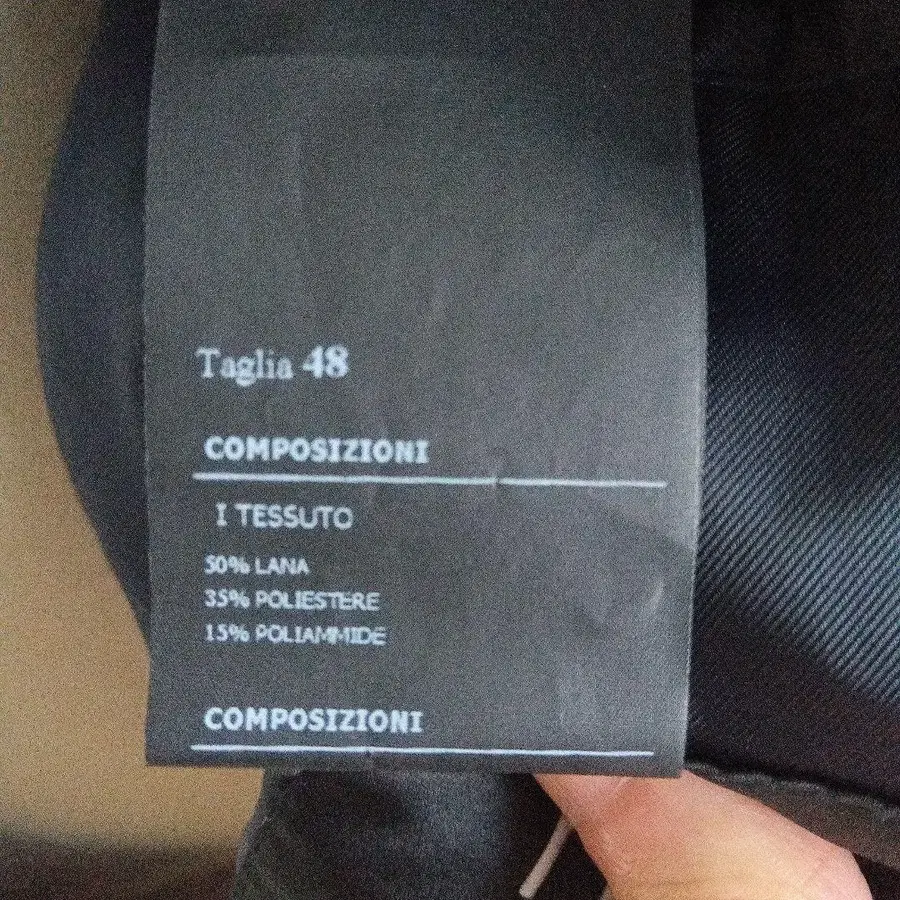 Taglia 48
COMPOSIZIONI
I TESSUTO
50% LANA
35% POLIESTERE
15% POLIAMMIDE
COMPOSIZIONI